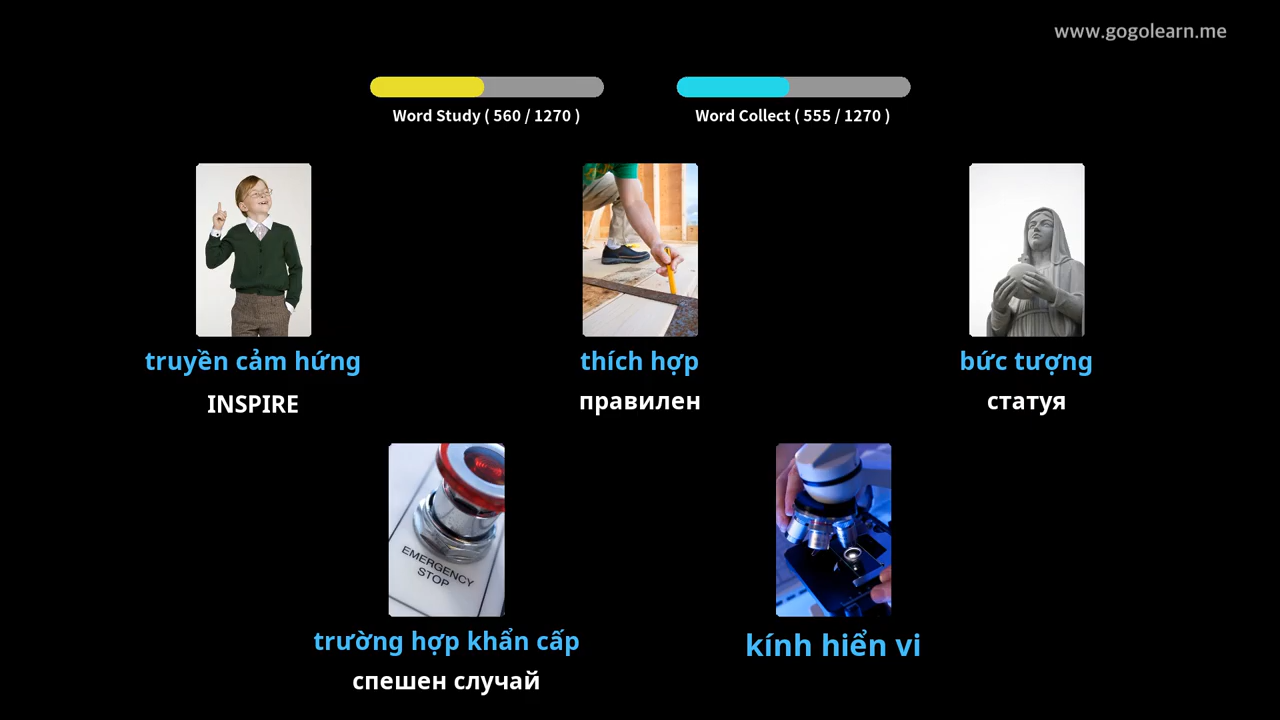 www.gogolearn.me
Word Study ( 560 / 1270 )
Word Collect ( 555 / 1270 )
truyền cảm hứng
INSPIRE
thích hợp
правилен
bức tượng
статуя
EMERGENCY
STOP
trường hợp khẩn cấp
спешен случай
kính hiển vi